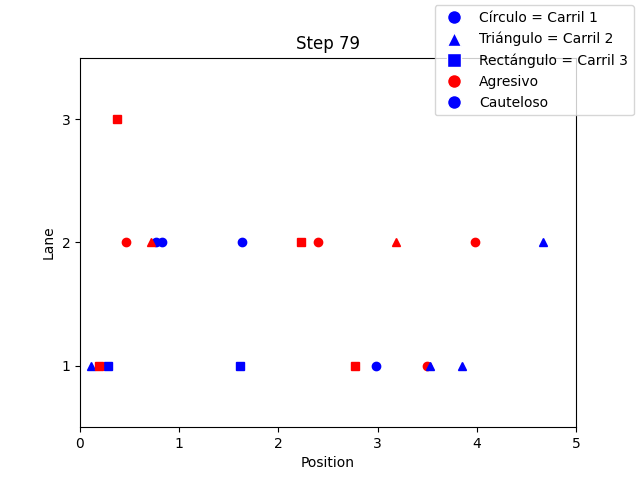 Step 79
Círculo = Carril 1
Triángulo = Carril 2
Rectángulo = Carril 3
Agresivo
Cauteloso
Lane
3
2
1
0 1 2 3 4 5
Position